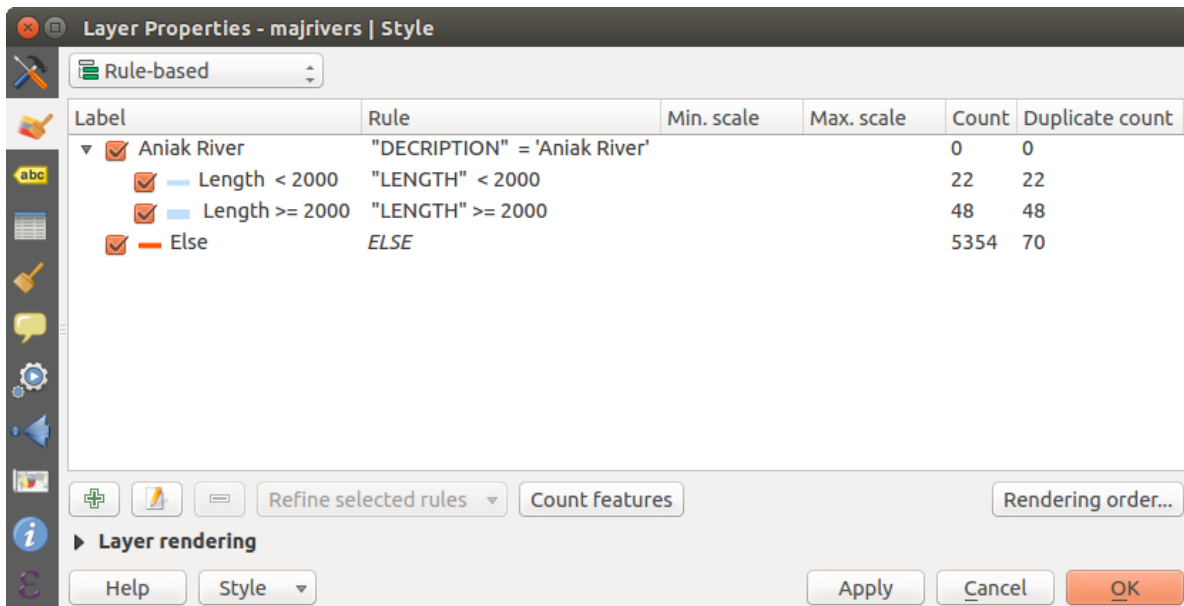 Layer Properties - majrivers | Style
Rule-based
Label Rule Min. scale Max. scale Count Duplicate count
Aniak River "DECRIPTION" = 'Aniak River' 0 0
abc
Length < 2000 "LENGTH" < 2000 22 22
Length >= 2000 "LENGTH" >= 2000 48 48
Else ELSE 5354 70
Refine selected rules Count features Rendering order...
Layer rendering
Help Style Apply Cancel OK